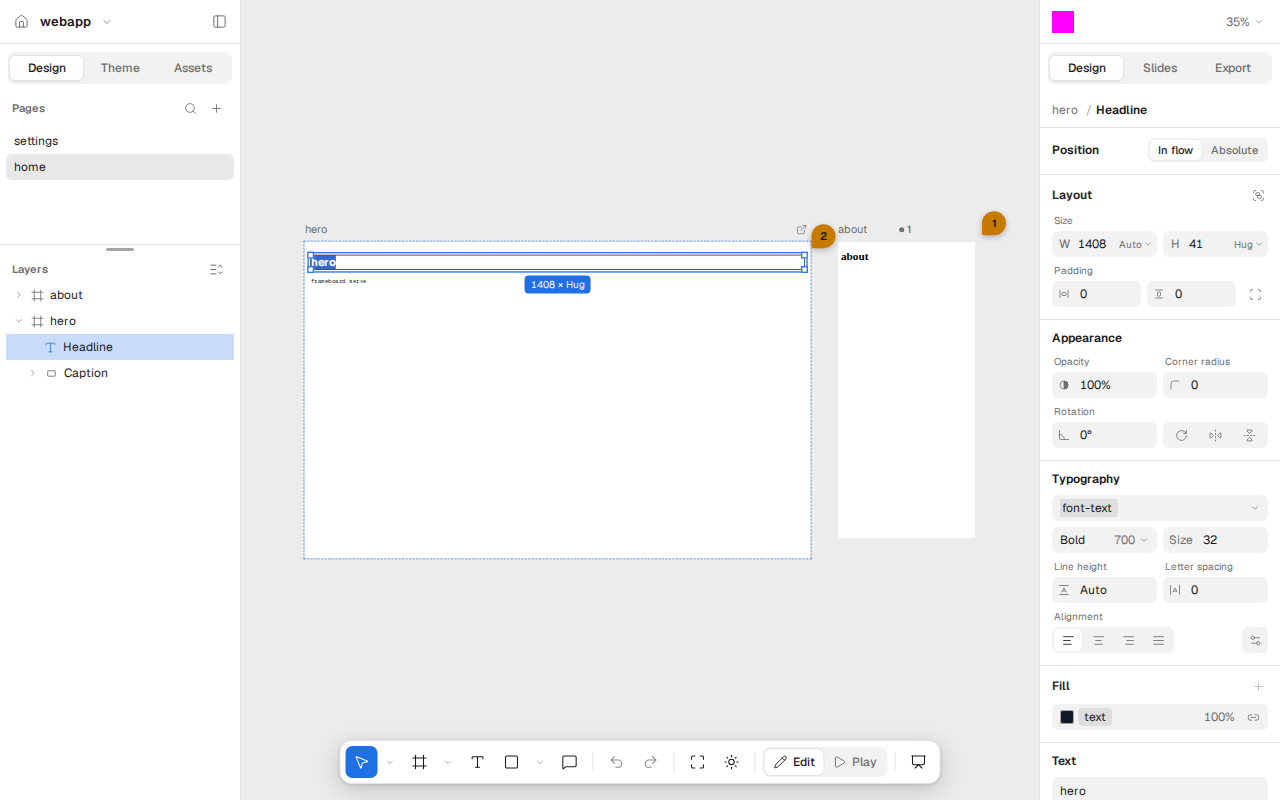 webapp
Design
Theme
Assets
Pages
settings
home
Layers
about
hero
Headline
Caption
hero
2
about
1
1
hero
frameboard serve
1408 × Hug
about
Edit
Play
35%
Design
Slides
Export
hero / Headline
Position
In flow
Absolute
Layout
Size
W 1408 Auto
H 41 Hug
Padding
0
0
Appearance
Opacity
Corner radius
100%
0
Rotation
0°
Typography
font-text
Bold 700
Size 32
Line height
Letter spacing
Auto
0
Alignment
Fill
text 100%
Text
hero